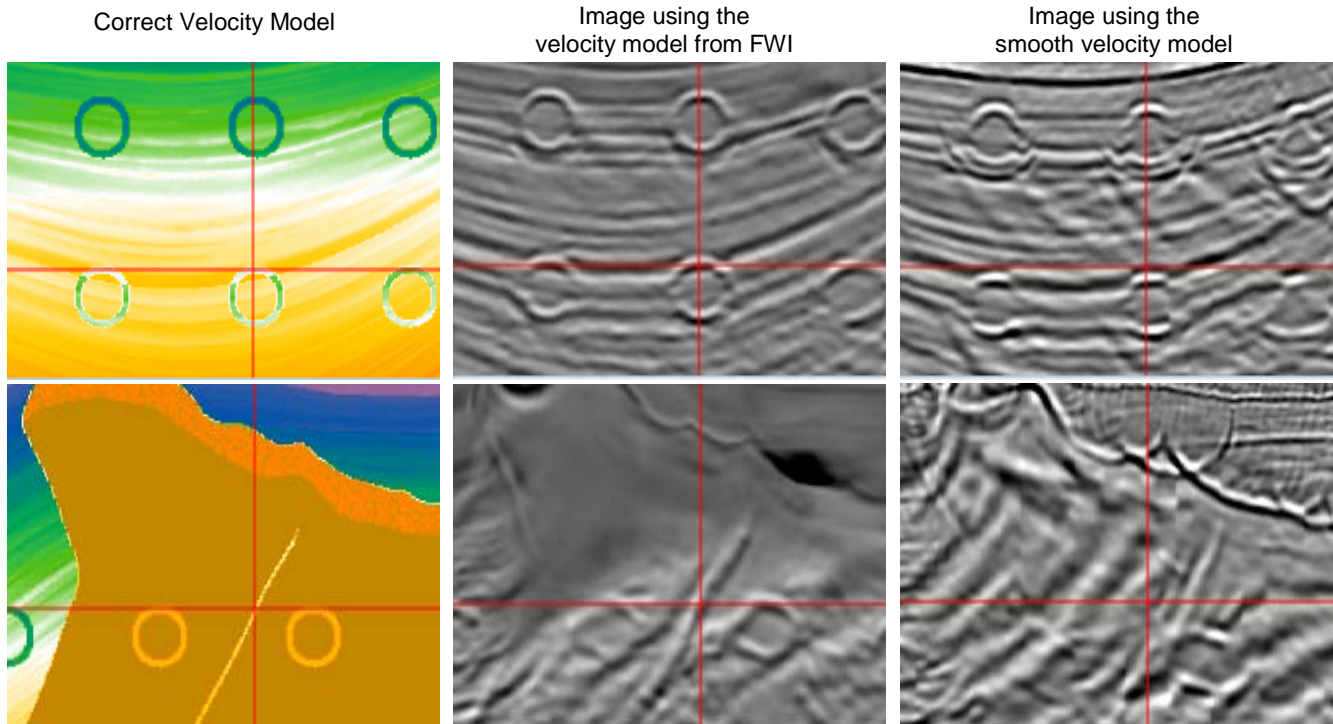 Correct Velocity Model
Image using the
velocity model from FWI
Image using the
smooth velocity model